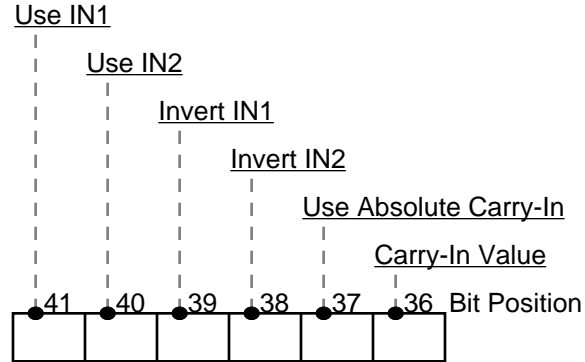 Use IN1
Use IN2
Invert IN1
Invert IN2
Use Absolute Carry-In
Carry-In Value
41 40 39 38 37 36 Bit Position